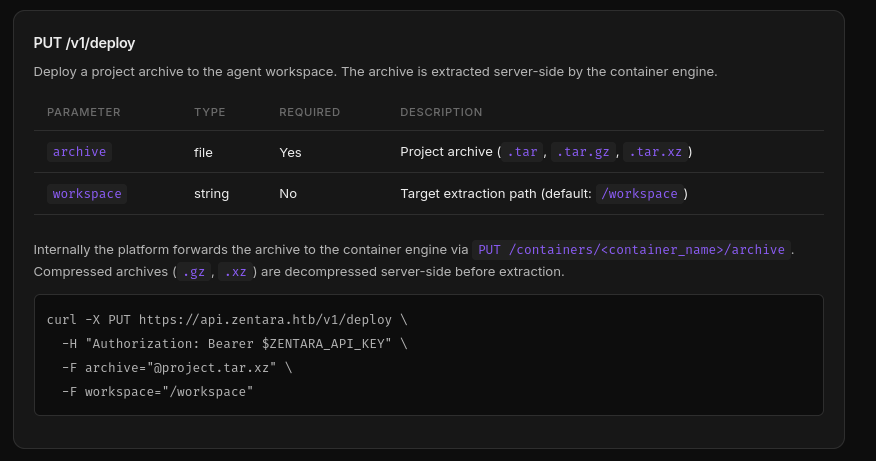 PUT /v1/deploy
Deploy a project archive to the agent workspace. The archive is extracted server-side by the container engine.
PARAMETER TYPE REQUIRED DESCRIPTION
archive file Yes Project archive ( .tar , .tar.gz , .tar.xz )
workspace string No Target extraction path (default: /workspace )
Internally the platform forwards the archive to the container engine via PUT /containers/<container_name>/archive .
Compressed archives ( .gz , .xz ) are decompressed server-side before extraction.
curl -X PUT https://api.zentara.htb/v1/deploy \
  -H "Authorization: Bearer $ZENTARA_API_KEY" \
  -F archive="@project.tar.xz" \
  -F workspace="/workspace"